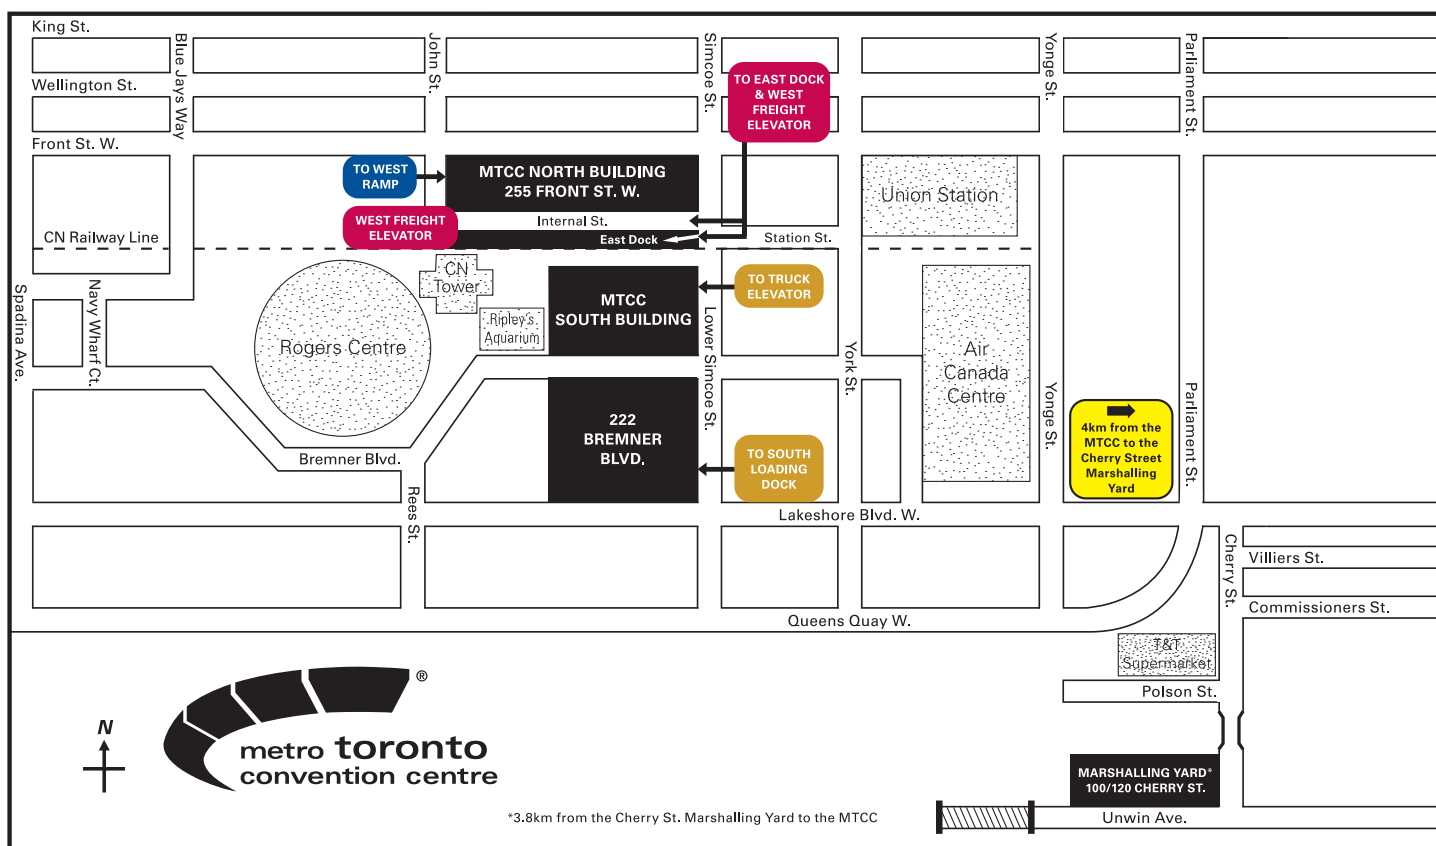 King St.
Wellington St.
Front St. W.
Blue Jays Way
John St.
Simcoe St.
Yonge St.
Parliament St.
TO EAST DOCK
& WEST
FREIGHT
ELEVATOR
TO WEST
RAMP
MTCC NORTH BUILDING
255 FRONT ST. W.
Union Station
WEST FREIGHT
ELEVATOR
Internal St.
East Dock
Station St.
CN Railway Line
Spadina Ave.
Navy Wharf Ct.
CN
Tower
Rogers Centre
Ripley's
Aquarium
MTCC
SOUTH BUILDING
TO TRUCK
ELEVATOR
Lower Simcoe St.
York St.
Air
Canada
Centre
Yonge St.
Parliament St.
4km from the
MTCC to the
Cherry Street
Marshalling
Yard
222
BREMNER
BLVD.
TO SOUTH
LOADING
DOCK
Bremner Blvd.
Rees St.
Lakeshore Blvd. W.
Cherry St.
Villiers St.
Commissioners St.
Queens Quay W.
T&T
Supermarket
Polson St.
N
®
metro toronto
convention centre
MARSHALLING YARD*
100/120 CHERRY ST.
*3.8km from the Cherry St. Marshalling Yard to the MTCC
Unwin Ave.